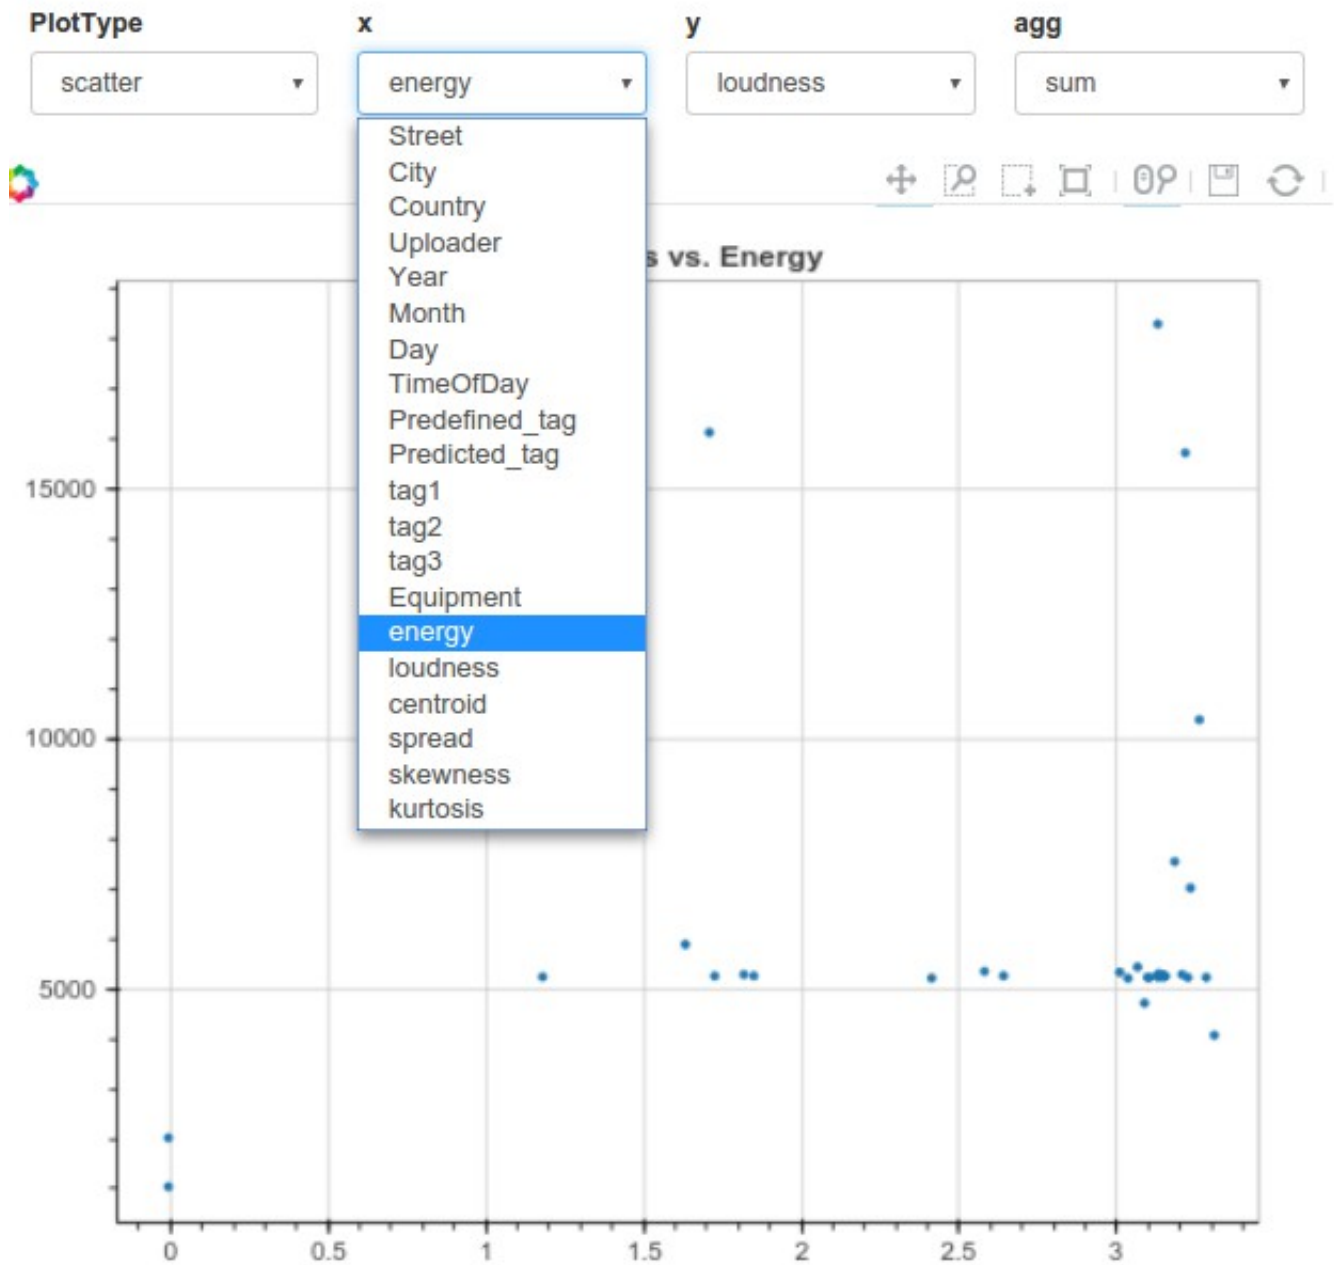 PlotType x y agg
scatter energy loudness sum
Street
City
Country
Uploader
Year
Month
Day
TimeOfDay
Predefined_tag
Predicted_tag
tag1
tag2
tag3
Equipment
energy
loudness
centroid
spread
skewness
kurtosis
s vs. Energy
15000
10000
5000
0 0.5 1 1.5 2 2.5 3